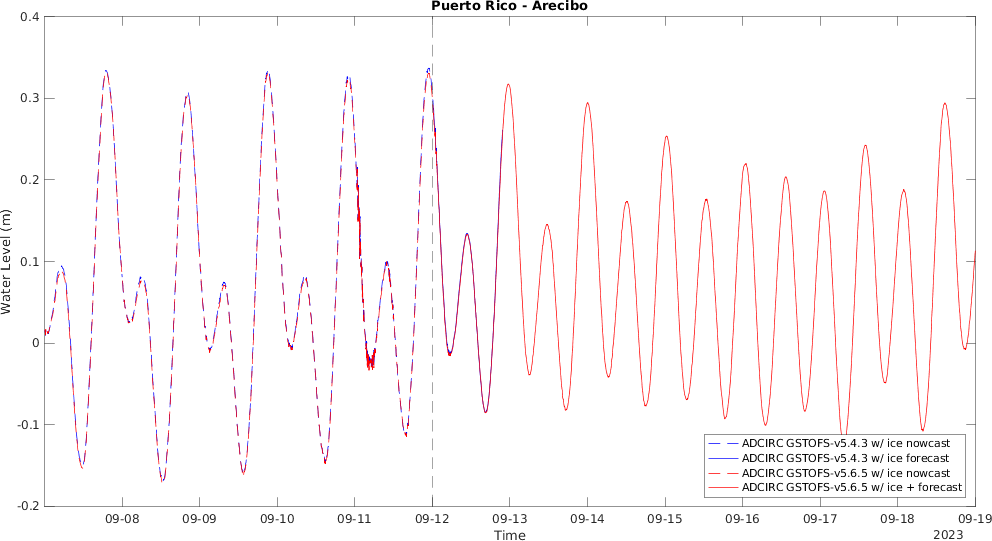 Puerto Rico - Arecibo
Water Level (m)
0.4
0.3
0.2
0.1
0
-0.1
-0.2
ADCIRC GSTOFS-v5.4.3 w/ ice nowcast
ADCIRC GSTOFS-v5.4.3 w/ ice forecast
ADCIRC GSTOFS-v5.6.5 w/ ice nowcast
ADCIRC GSTOFS-v5.6.5 w/ ice + forecast
09-08 09-09 09-10 09-11 09-12 09-13 09-14 09-15 09-16 09-17 09-18 09-19
Time
2023